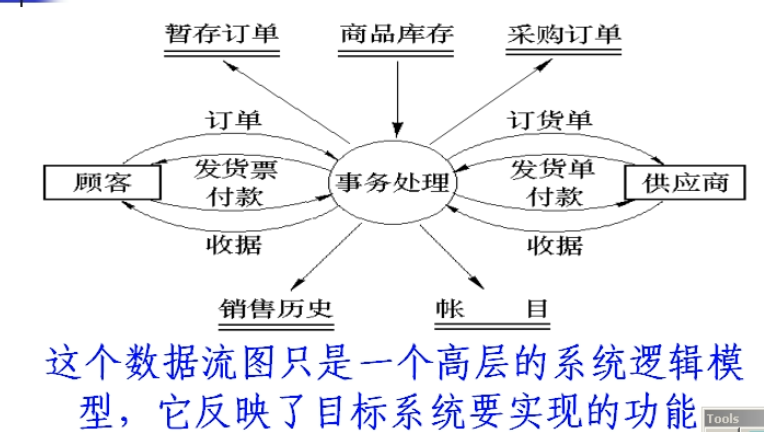 暂存订单 商品库存 采购订单
订单 订货单
发货票 发货单
顾客 事务处理 供应商
付款 付款
收据 收据
销售历史 帐 目
这个数据流图只是一个高层的系统逻辑模
型，它反映了目标系统要实现的功能
Tools